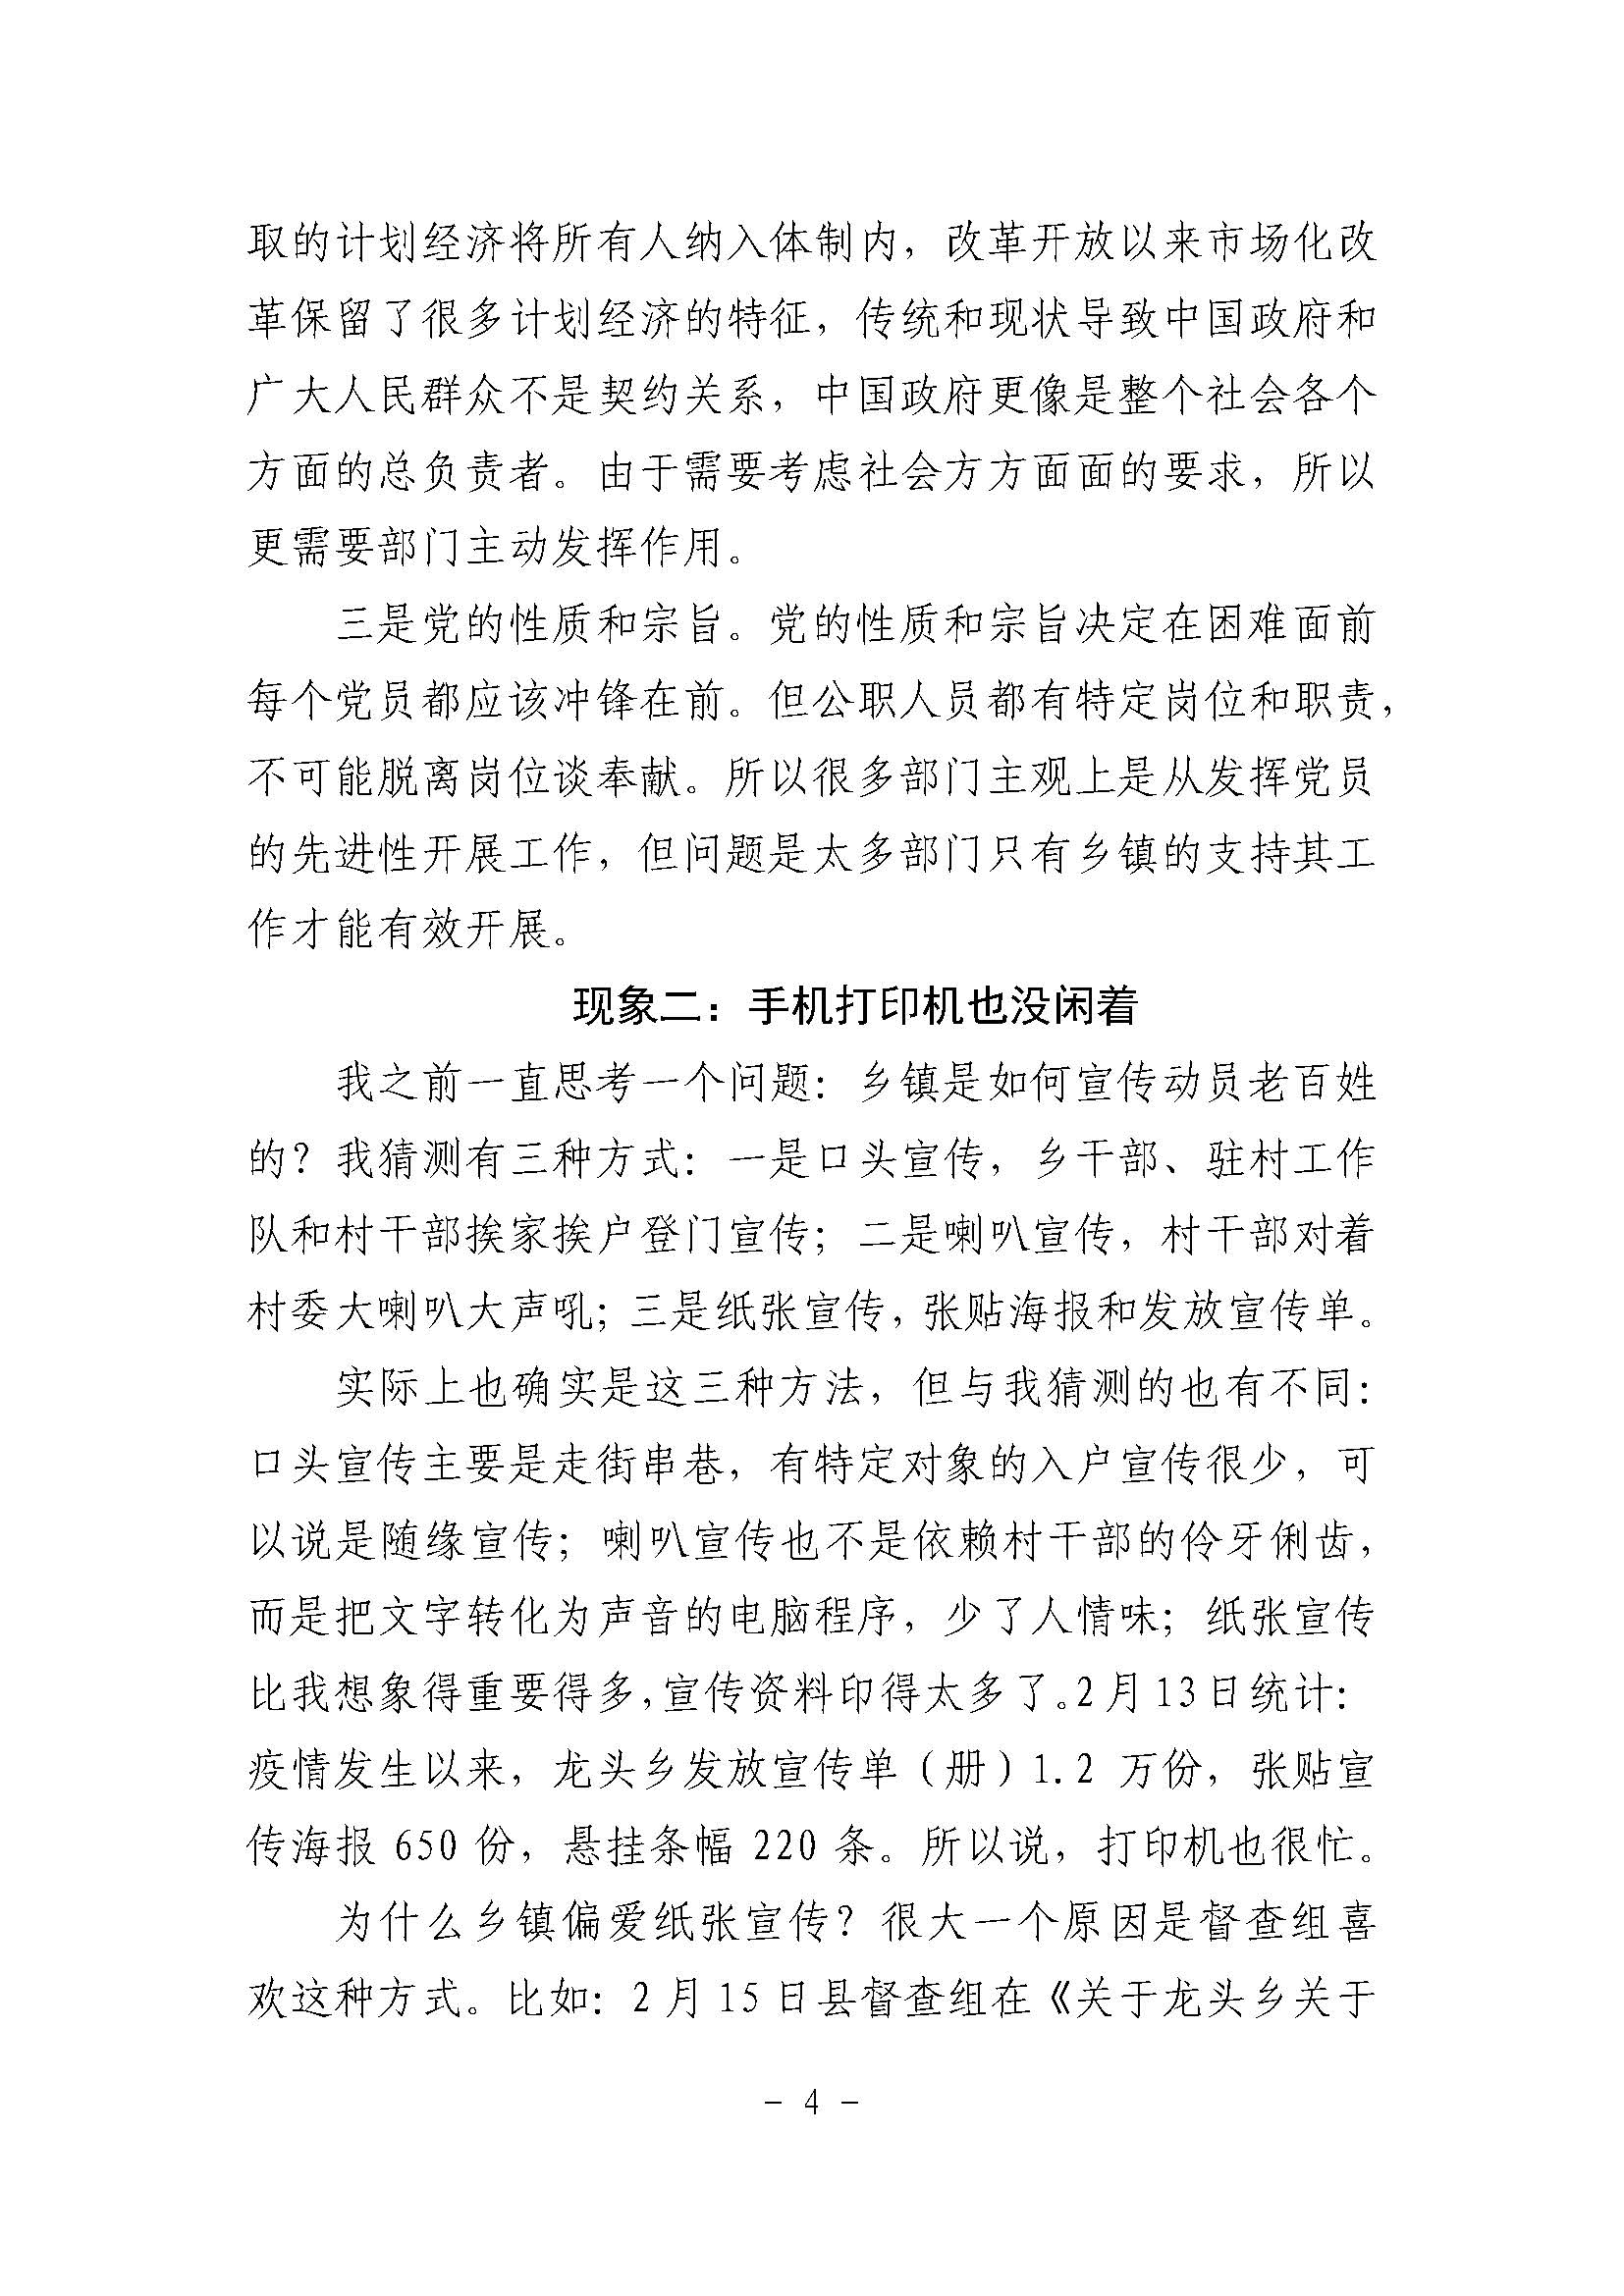 取的计划经济将所有人纳入体制内，改革开放以来市场化改
革保留了很多计划经济的特征，传统和现状导致中国政府和
广大人民群众不是契约关系，中国政府更像是整个社会各个
方面的总负责者。由于需要考虑社会方方面面的要求，所以
更需要部门主动发挥作用。
三是党的性质和宗旨。党的性质和宗旨决定在困难面前
每个党员都应该冲锋在前。但公职人员都有特定岗位和职责，
不可能脱离岗位谈奉献。所以很多部门主观上是从发挥党员
的先进性开展工作，但问题是太多部门只有乡镇的支持其工
作才能有效开展。
现象二：手机打印机也没闲着
我之前一直思考一个问题：乡镇是如何宣传动员老百姓
的？我猜测有三种方式：一是口头宣传，乡干部、驻村工作
队和村干部挨家挨户登门宣传；二是喇叭宣传，村干部对着
村委大喇叭大声吼；三是纸张宣传，张贴海报和发放宣传单。
实际上也确实是这三种方法，但与我猜测的也有不同：
口头宣传主要是走街串巷，有特定对象的入户宣传很少，可
以说是随缘宣传；喇叭宣传也不是依赖村干部的伶牙俐齿，
而是把文字转化为声音的电脑程序，少了人情味；纸张宣传
比我想象得重要得多，宣传资料印得太多了。2月13日统计：
疫情发生以来，龙头乡发放宣传单（册）1.2 万份，张贴宣
传海报 650 份，悬挂条幅 220 条。所以说，打印机也很忙。
为什么乡镇偏爱纸张宣传？很大一个原因是督查组喜
欢这种方式。比如：2 月 15 日县督查组在《关于龙头乡关于
- 4 -